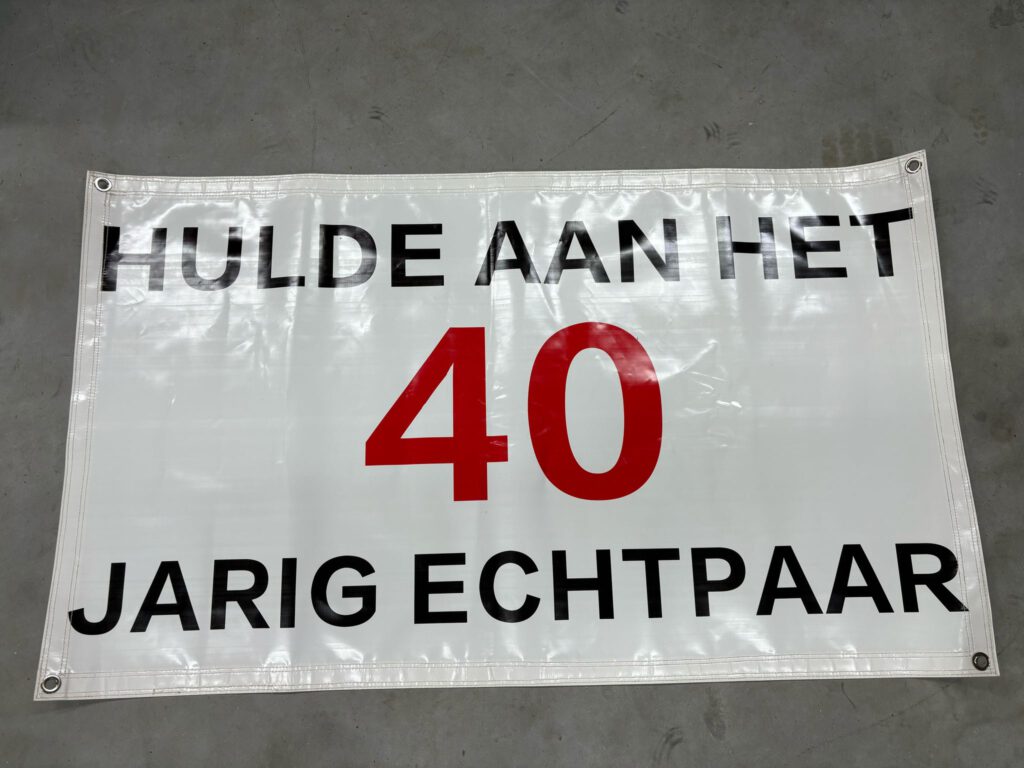 HULDE AAN HET
40
JARIG ECHTPAAR